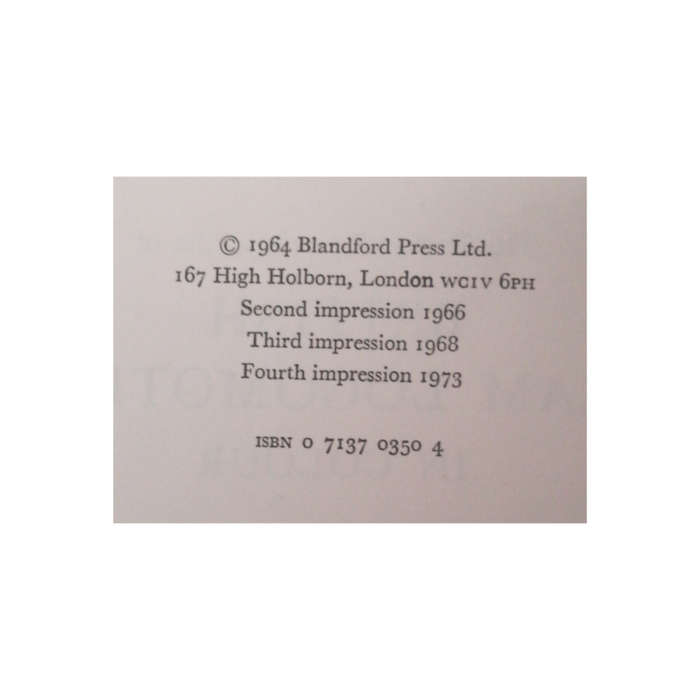 © 1964 Blandford Press Ltd.
167 High Holborn, London WC1V 6PH
Second impression 1966
Third impression 1968
Fourth impression 1973
ISBN 0 7137 0350 4